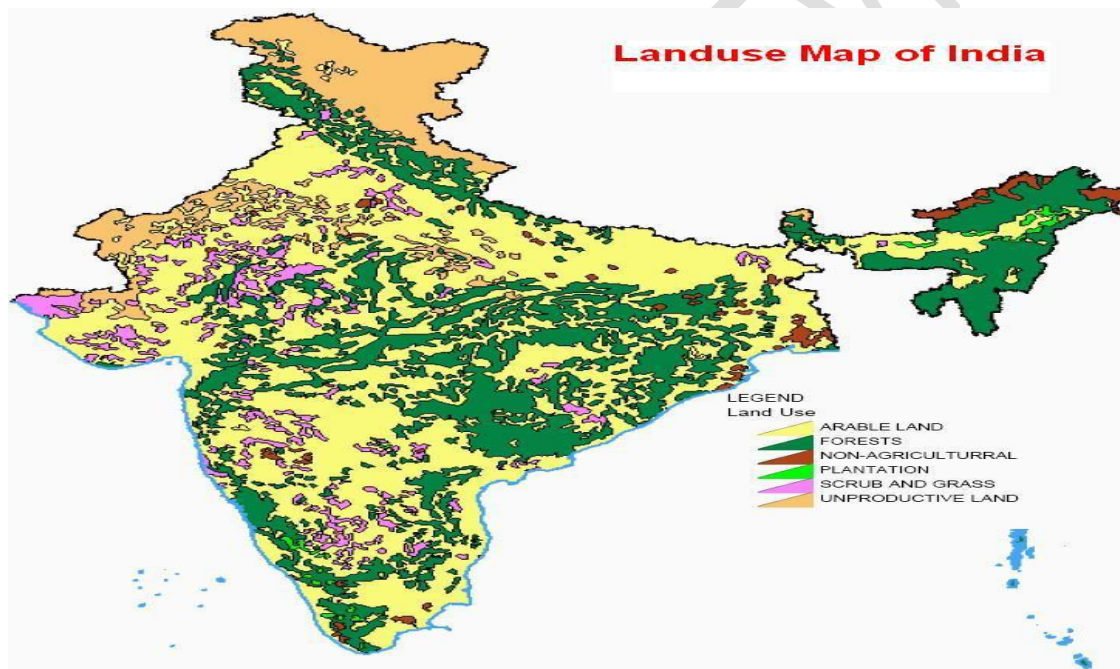 Landuse Map of India
LEGEND
Land Use
ARABLE LAND
FORESTS
NON-AGRICULTURRAL
PLANTATION
SCRUB AND GRASS
UNPRODUCTIVE LAND